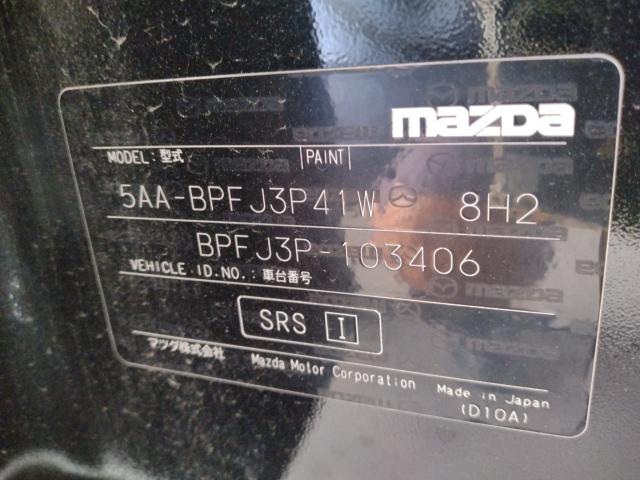 mazda
MODEL: 型式 PAINT
5AA-BPFJ3P41W 8H2
BPFJ3P-103406
VEHICLE ID.NO.: 車台番号
SRS I
マツダ株式会社 Mazda Motor Corporation Made in Japan
(D10A)